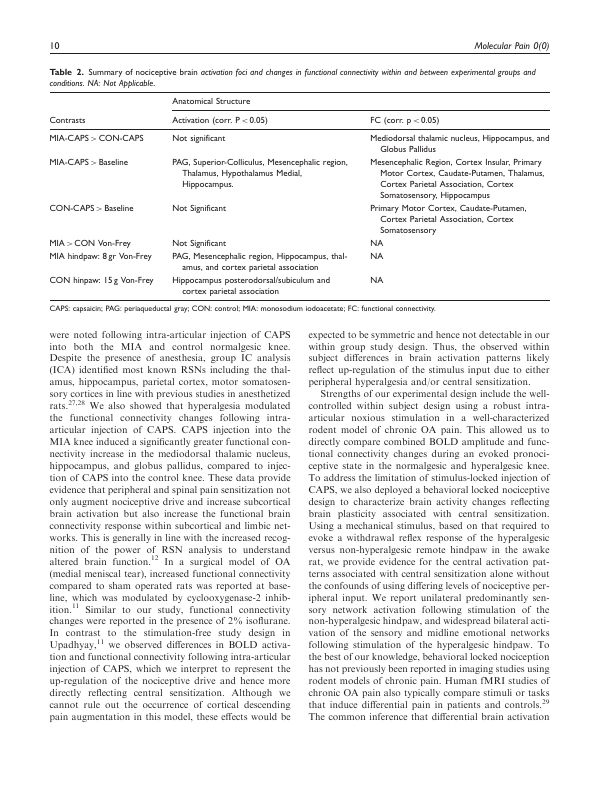 10
Molecular Pain 0(0)
Table 2. Summary of nociceptive brain activation foci and changes in functional connectivity within and between experimental groups and
conditions. NA: Not Applicable.
Anatomical Structure
Contrasts
Activation (corr. P < 0.05)
FC (corr. p < 0.05)
MIA-CAPS > CON-CAPS
Not significant
Mediodorsal thalamic nucleus, Hippocampus, and
Globus Pallidus
MIA-CAPS > Baseline
PAG, Superior-Colliculus, Mesencephalic region,
Thalamus, Hypothalamus Medial,
Hippocampus.
Mesencephalic Region, Cortex Insular, Primary
Motor Cortex, Caudate-Putamen, Thalamus,
Cortex Parietal Association, Cortex
Somatosensory, Hippocampus
CON-CAPS > Baseline
Not Significant
Primary Motor Cortex, Caudate-Putamen,
Cortex Parietal Association, Cortex
Somatosensory
MIA > CON Von-Frey
Not Significant
NA
MIA hindpaw: 8 gr Von-Frey
PAG, Mesencephalic region, Hippocampus, thal-
amus, and cortex parietal association
NA
CON hinpaw: 15 g Von-Frey
Hippocampus posterodorsal/subiculum and
cortex parietal association
NA
CAPS: capsaicin; PAG: periaqueductal gray; CON: control; MIA: monosodium iodoacetate; FC: functional connectivity.
were noted following intra-articular injection of CAPS
into both the MIA and control normalgesic knee.
Despite the presence of anesthesia, group IC analysis
(ICA) identified most known RSNs including the thal-
amus, hippocampus, parietal cortex, motor somatosen-
sory cortices in line with previous studies in anesthetized
rats.27,28 We also showed that hyperalgesia modulated
the functional connectivity changes following intra-
articular injection of CAPS. CAPS injection into the
MIA knee induced a significantly greater functional con-
nectivity increase in the mediodorsal thalamic nucleus,
hippocampus, and globus pallidus, compared to injec-
tion of CAPS into the control knee. These data provide
evidence that peripheral and spinal pain sensitization not
only augment nociceptive drive and increase subcortical
brain activation but also increase the functional brain
connectivity response within subcortical and limbic net-
works. This is generally in line with the increased recog-
nition of the power of RSN analysis to understand
altered brain function.12 In a surgical model of OA
(medial meniscal tear), increased functional connectivity
compared to sham operated rats was reported at base-
line, which was modulated by cyclooxygenase-2 inhib-
ition.11 Similar to our study, functional connectivity
changes were reported in the presence of 2% isoflurane.
In contrast to the stimulation-free study design in
Upadhyay,11 we observed differences in BOLD activa-
tion and functional connectivity following intra-articular
injection of CAPS, which we interpret to represent the
up-regulation of the nociceptive drive and hence more
directly reflecting central sensitization. Although we
cannot rule out the occurrence of cortical descending
pain augmentation in this model, these effects would be
expected to be symmetric and hence not detectable in our
within group study design. Thus, the observed within
subject differences in brain activation patterns likely
reflect up-regulation of the stimulus input due to either
peripheral hyperalgesia and/or central sensitization.
Strengths of our experimental design include the well-
controlled within subject design using a robust intra-
articular noxious stimulation in a well-characterized
rodent model of chronic OA pain. This allowed us to
directly compare combined BOLD amplitude and func-
tional connectivity changes during an evoked pronoci-
ceptive state in the normalgesic and hyperalgesic knee.
To address the limitation of stimulus-locked injection of
CAPS, we also deployed a behavioral locked nociceptive
design to characterize brain activity changes reflecting
brain plasticity associated with central sensitization.
Using a mechanical stimulus, based on that required to
evoke a withdrawal reflex response of the hyperalgesic
versus non-hyperalgesic remote hindpaw in the awake
rat, we provide evidence for the central activation pat-
terns associated with central sensitization alone without
the confounds of using differing levels of nociceptive per-
ipheral input. We report unilateral predominantly sen-
sory network activation following stimulation of the
non-hyperalgesic hindpaw, and widespread bilateral acti-
vation of the sensory and midline emotional networks
following stimulation of the hyperalgesic hindpaw. To
the best of our knowledge, behavioral locked nociception
has not previously been reported in imaging studies using
rodent models of chronic pain. Human fMRI studies of
chronic OA pain also typically compare stimuli or tasks
that induce differential pain in patients and controls.29
The common inference that differential brain activation